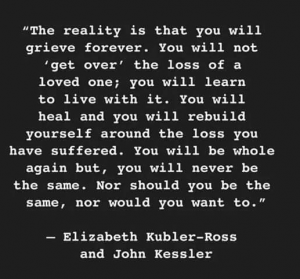 “The reality is that you will
grieve forever. You will not
‘get over’ the loss of a
loved one; you will learn
to live with it. You will
heal and you will rebuild
yourself around the loss you
have suffered. You will be whole
again but, you will never be
the same. Nor should you be the
same, nor would you want to.”
— Elizabeth Kubler-Ross
and John Kessler